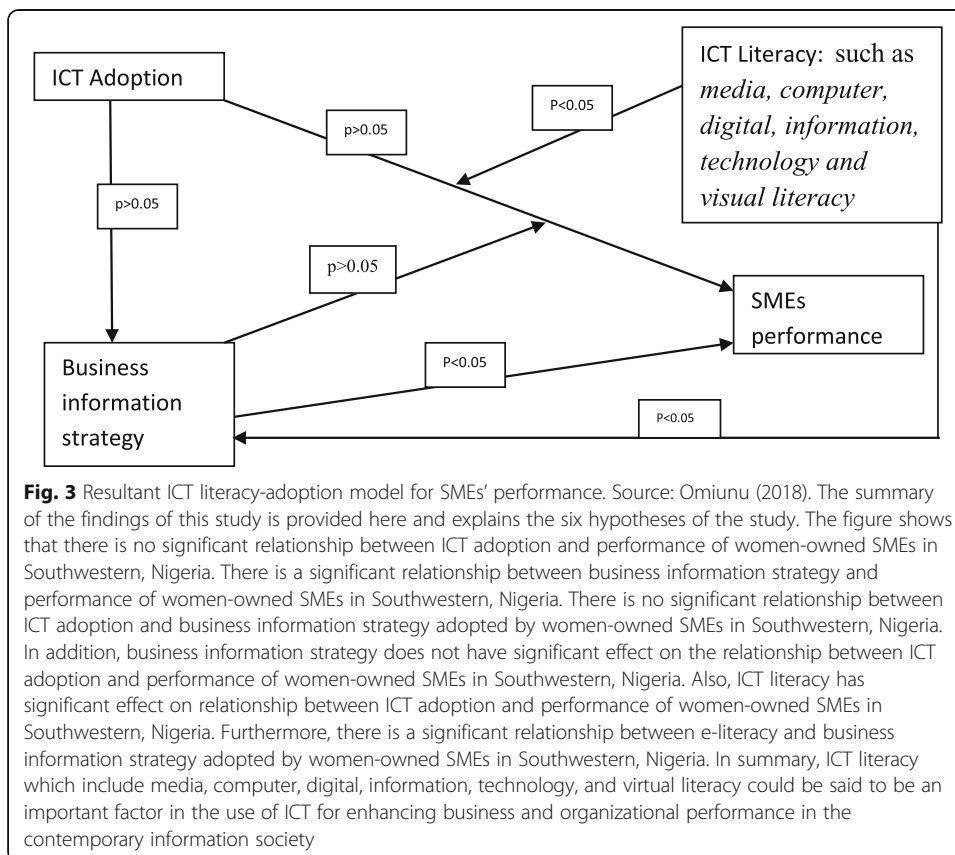 ICT Adoption
ICT Literacy: such as
media, computer,
digital, information,
technology and
visual literacy
P<0.05
p>0.05
p>0.05
p>0.05
SMEs
performance
Business
information
strategy
P<0.05
P<0.05
Fig. 3 Resultant ICT literacy-adoption model for SMEs’ performance. Source: Omiunu (2018). The summary
of the findings of this study is provided here and explains the six hypotheses of the study. The figure shows
that there is no significant relationship between ICT adoption and performance of women-owned SMEs in
Southwestern, Nigeria. There is a significant relationship between business information strategy and
performance of women-owned SMEs in Southwestern, Nigeria. There is no significant relationship between
ICT adoption and business information strategy adopted by women-owned SMEs in Southwestern, Nigeria.
In addition, business information strategy does not have significant effect on the relationship between ICT
adoption and performance of women-owned SMEs in Southwestern, Nigeria. Also, ICT literacy has
significant effect on relationship between ICT adoption and performance of women-owned SMEs in
Southwestern, Nigeria. Furthermore, there is a significant relationship between e-literacy and business
information strategy adopted by women-owned SMEs in Southwestern, Nigeria. In summary, ICT literacy
which include media, computer, digital, information, technology, and virtual literacy could be said to be an
important factor in the use of ICT for enhancing business and organizational performance in the
contemporary information society